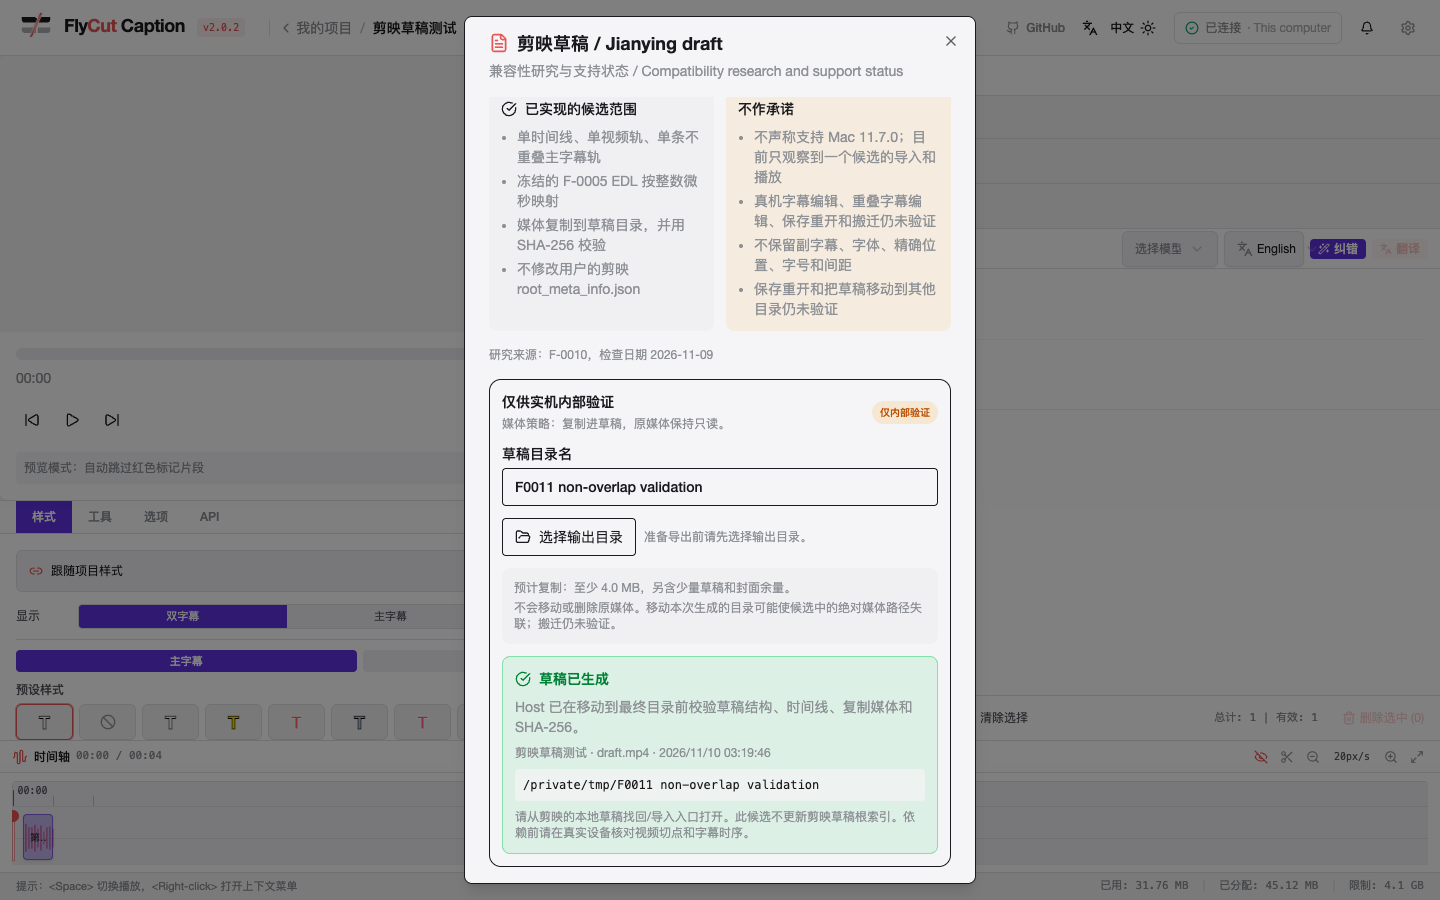 FlyCut Caption v2.0.2
我的项目 / 剪映草稿测试
GitHub
中文
已连接 · This computer
剪映草稿 / Jianying draft
兼容性研究与支持状态 / Compatibility research and support status
已实现的候选范围
单时间线、单视频轨、单条不
重叠主字幕轨
冻结的 F-0005 EDL 按整数微
秒映射
媒体复制到草稿目录，并用
SHA-256 校验
不修改用户的剪映
root_meta_info.json
不作承诺
不声称支持 Mac 11.7.0；目
前只观察到一个候选的导入和
播放
真机字幕编辑、重叠字幕编
辑、保存重开和搬迁仍未验证
不保留副字幕、字体、精确位
置、字号和间距
保存重开和把草稿移动到其他
目录仍未验证
研究来源：F-0010，检查日期 2026-11-09
仅供实机内部验证
媒体策略：复制进草稿，原媒体保持只读。
仅内部验证
草稿目录名
F0011 non-overlap validation
选择输出目录
准备导出前请先选择输出目录。
预计复制：至少 4.0 MB，另含少量草稿和封面余量。
不会移动或删除原媒体。移动本次生成的目录可能使候选中的绝对媒体路径失
联；搬迁仍未验证。
草稿已生成
Host 已在移动到最终目录前校验草稿结构、时间线、复制媒体和
SHA-256。
剪映草稿测试 · draft.mp4 · 2026/11/10 03:19:46
/private/tmp/F0011 non-overlap validation
请从剪映的本地草稿找回/导入入口打开。此候选不更新剪映草稿根索引。依
赖前请在真实设备核对视频切点和字幕时序。
选择模型
English
纠错
翻译
00:00
预览模式：自动跳过红色标记片段
样式
工具
选项
API
跟随项目样式
显示
双字幕
主字幕
主字幕
预设样式
T
T
T
T
T
T
清除选择
总计: 1 | 有效: 1
删除选中 (0)
时间轴 00:00 / 00:04
20px/s
00:00
第...
提示：<Space> 切换播放，<Right-click> 打开上下文菜单
已用: 31.76 MB
已分配: 45.12 MB
限制: 4.1 GB